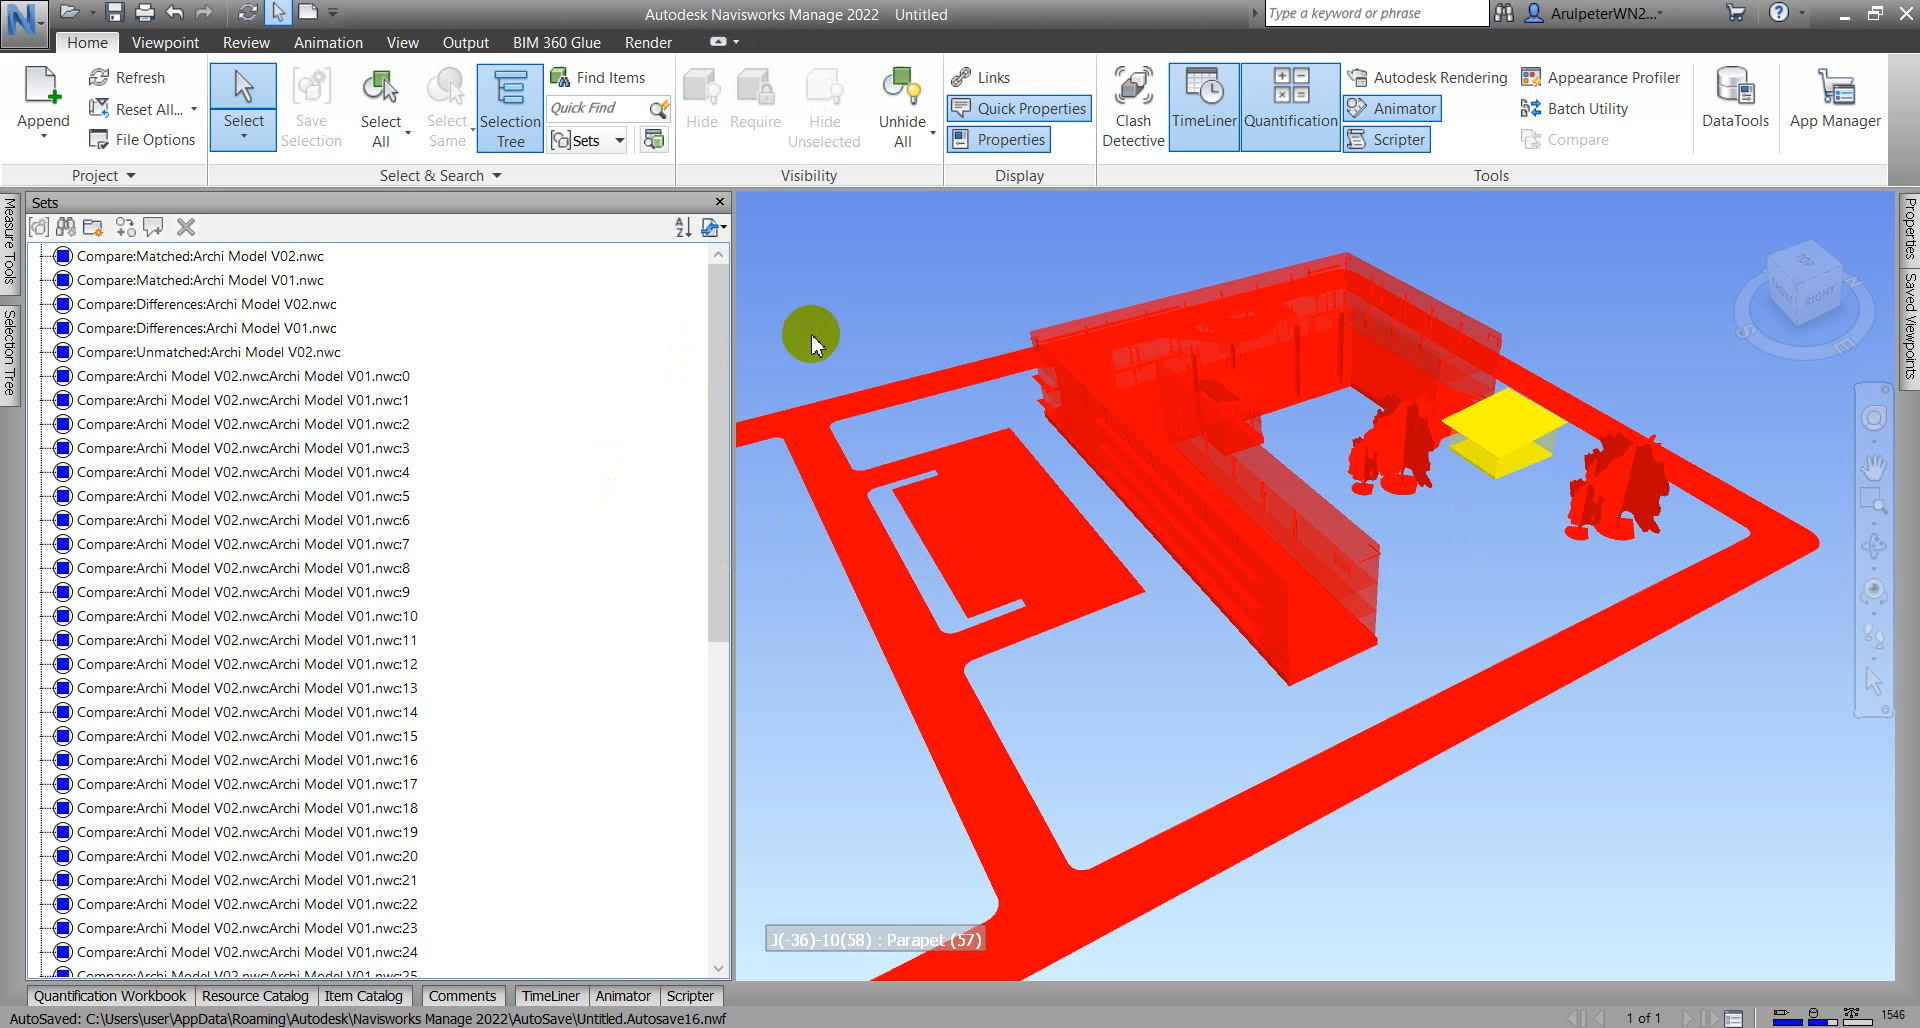 Autodesk Navisworks Manage 2022 Untitled
Type a keyword or phrase
ArulpeterWN2...
Home Viewpoint Review Animation View Output BIM 360 Glue Render
Append
Refresh
Reset All...
File Options
Project
Select
Save Selection
Select All
Select Same
Selection Tree
Find Items
Quick Find
Sets
Select & Search
Hide
Require
Hide Unselected
Unhide All
Visibility
Links
Quick Properties
Properties
Display
Clash Detective
TimeLiner
Quantification
Autodesk Rendering
Animator
Scripter
Appearance Profiler
Batch Utility
Compare
DataTools
App Manager
Tools
Measure Tools
Selection Tree
Sets
Compare:Matched:Archi Model V02.nwc
Compare:Matched:Archi Model V01.nwc
Compare:Differences:Archi Model V02.nwc
Compare:Differences:Archi Model V01.nwc
Compare:Unmatched:Archi Model V02.nwc
Compare:Archi Model V02.nwc:Archi Model V01.nwc:0
Compare:Archi Model V02.nwc:Archi Model V01.nwc:1
Compare:Archi Model V02.nwc:Archi Model V01.nwc:2
Compare:Archi Model V02.nwc:Archi Model V01.nwc:3
Compare:Archi Model V02.nwc:Archi Model V01.nwc:4
Compare:Archi Model V02.nwc:Archi Model V01.nwc:5
Compare:Archi Model V02.nwc:Archi Model V01.nwc:6
Compare:Archi Model V02.nwc:Archi Model V01.nwc:7
Compare:Archi Model V02.nwc:Archi Model V01.nwc:8
Compare:Archi Model V02.nwc:Archi Model V01.nwc:9
Compare:Archi Model V02.nwc:Archi Model V01.nwc:10
Compare:Archi Model V02.nwc:Archi Model V01.nwc:11
Compare:Archi Model V02.nwc:Archi Model V01.nwc:12
Compare:Archi Model V02.nwc:Archi Model V01.nwc:13
Compare:Archi Model V02.nwc:Archi Model V01.nwc:14
Compare:Archi Model V02.nwc:Archi Model V01.nwc:15
Compare:Archi Model V02.nwc:Archi Model V01.nwc:16
Compare:Archi Model V02.nwc:Archi Model V01.nwc:17
Compare:Archi Model V02.nwc:Archi Model V01.nwc:18
Compare:Archi Model V02.nwc:Archi Model V01.nwc:19
Compare:Archi Model V02.nwc:Archi Model V01.nwc:20
Compare:Archi Model V02.nwc:Archi Model V01.nwc:21
Compare:Archi Model V02.nwc:Archi Model V01.nwc:22
Compare:Archi Model V02.nwc:Archi Model V01.nwc:23
Compare:Archi Model V02.nwc:Archi Model V01.nwc:24
Compare:Archi Model V02.nwc:Archi Model V01.nwc:25
TOP
FRONT
RIGHT
N
S
E
Properties
Saved Viewpoints
J(-36)-10(58) : Parapet (57)
Quantification Workbook Resource Catalog Item Catalog Comments TimeLiner Animator Scripter
AutoSaved: C:\Users\user\AppData\Roaming\Autodesk\Navisworks Manage 2022\AutoSave\Untitled.Autosave16.nwf
1 of 1
1546